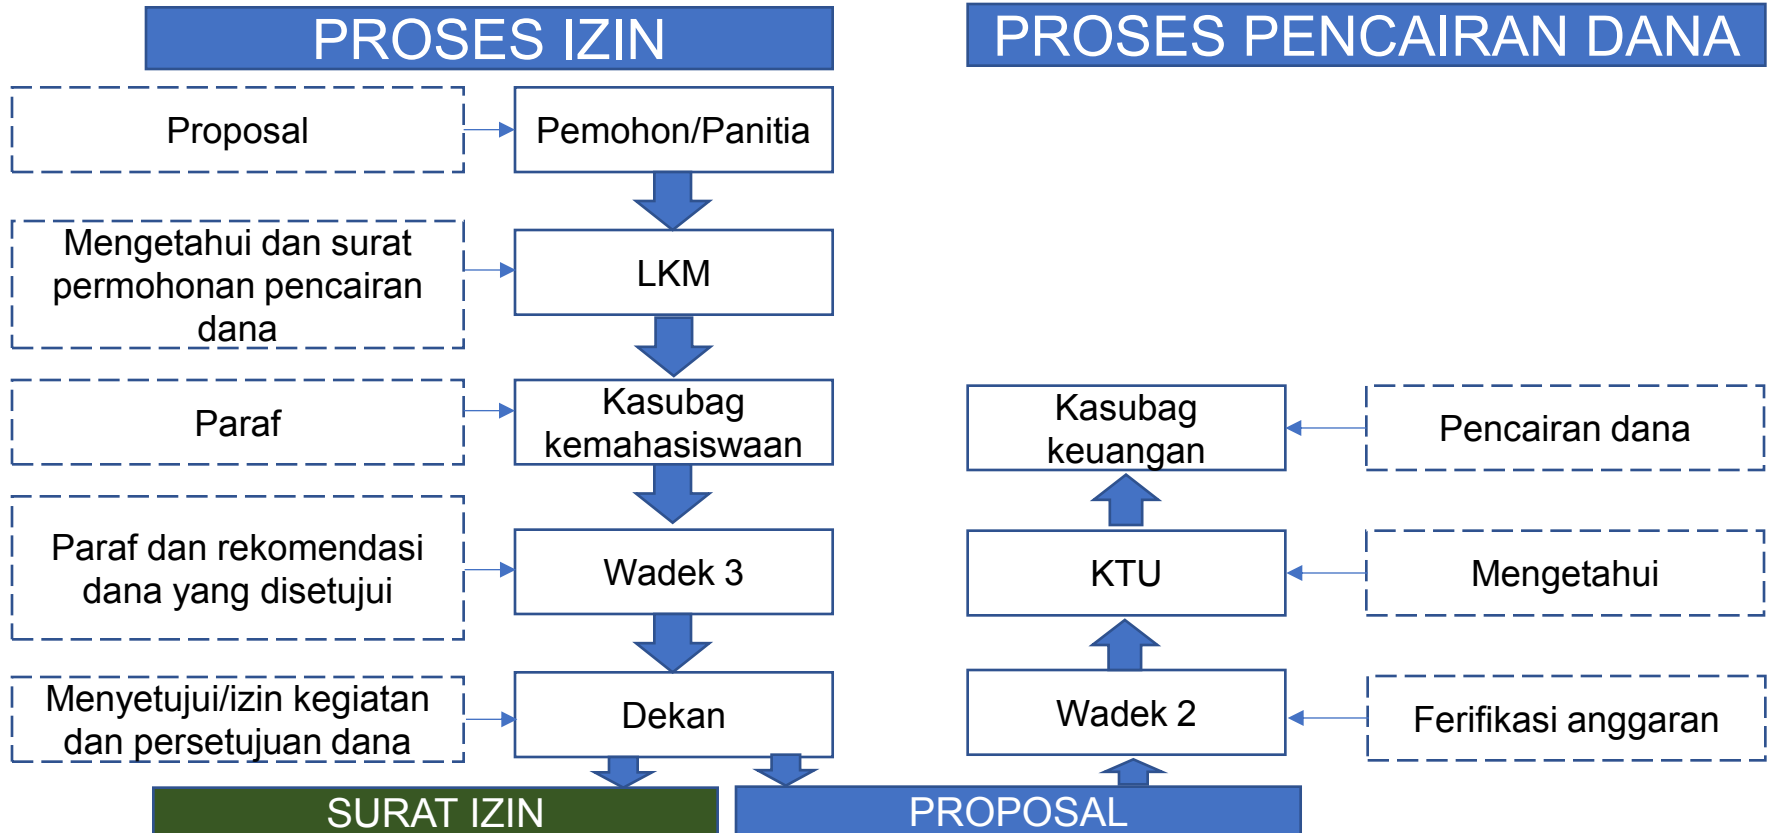 PROSES IZIN
Proposal
Pemohon/Panitia
Mengetahui dan surat
permohonan pencairan
dana
LKM
Paraf
Kasubag
kemahasiswaan
Paraf dan rekomendasi
dana yang disetujui
Wadek 3
Menyetujui/izin kegiatan
dan persetujuan dana
Dekan
SURAT IZIN
PROPOSAL
PROSES PENCAIRAN DANA
Kasubag
keuangan
Pencairan dana
KTU
Mengetahui
Wadek 2
Ferifikasi anggaran